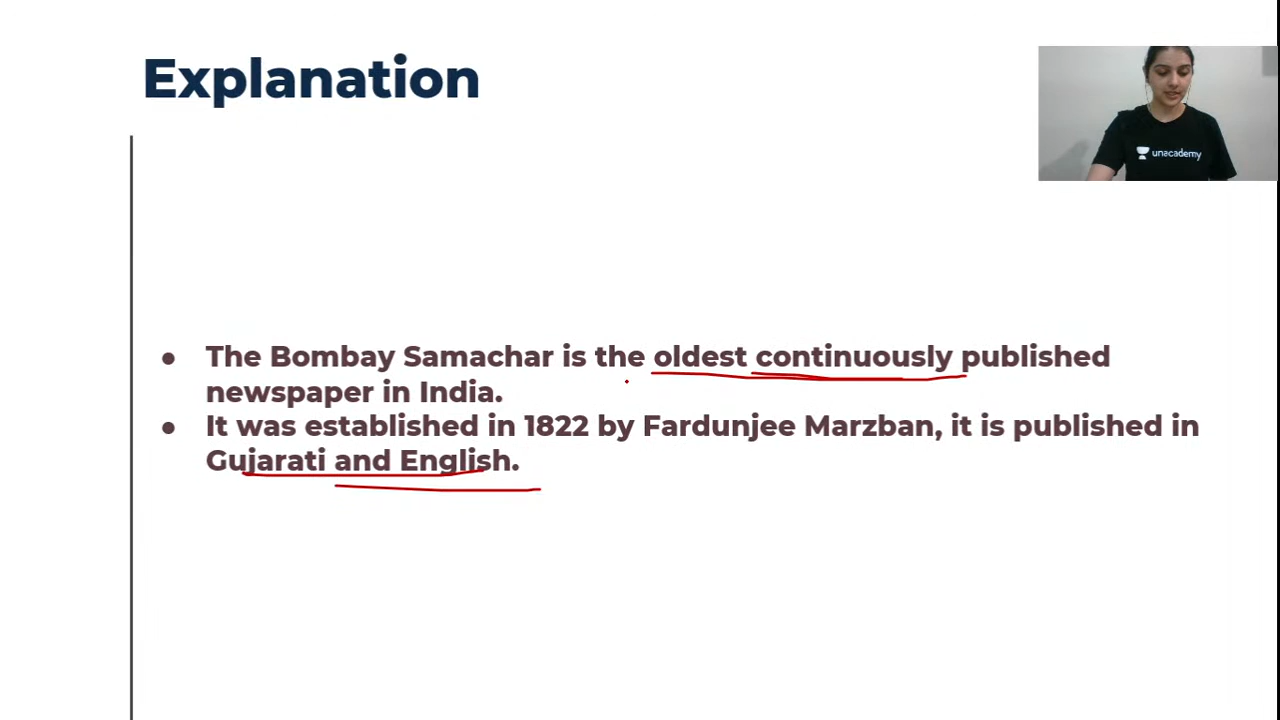 Explanation
unacademy
● The Bombay Samachar is the oldest continuously published
newspaper in India.
● It was established in 1822 by Fardunjee Marzban, it is published in
Gujarati and English.